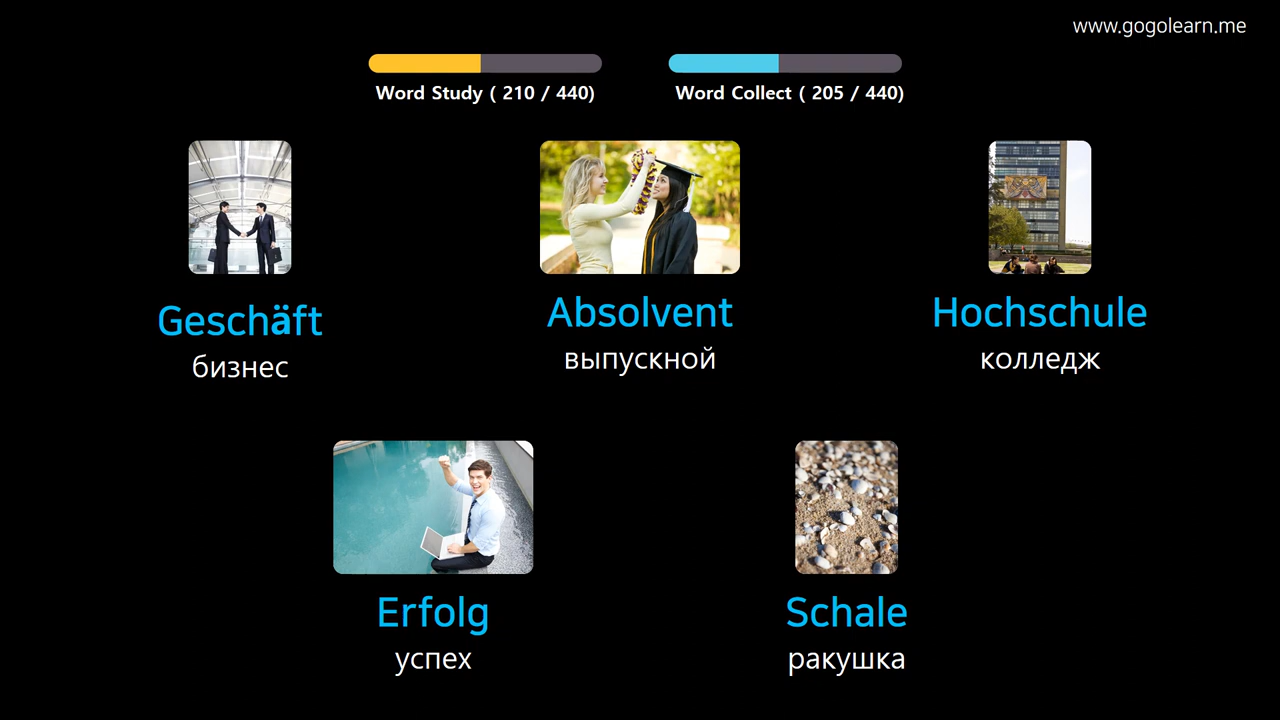 www.gogolearn.me
Word Study ( 210 / 440)
Word Collect ( 205 / 440)
Geschäft
бизнес
Absolvent
выпускной
Hochschule
колледж
Erfolg
успех
Schale
ракушка